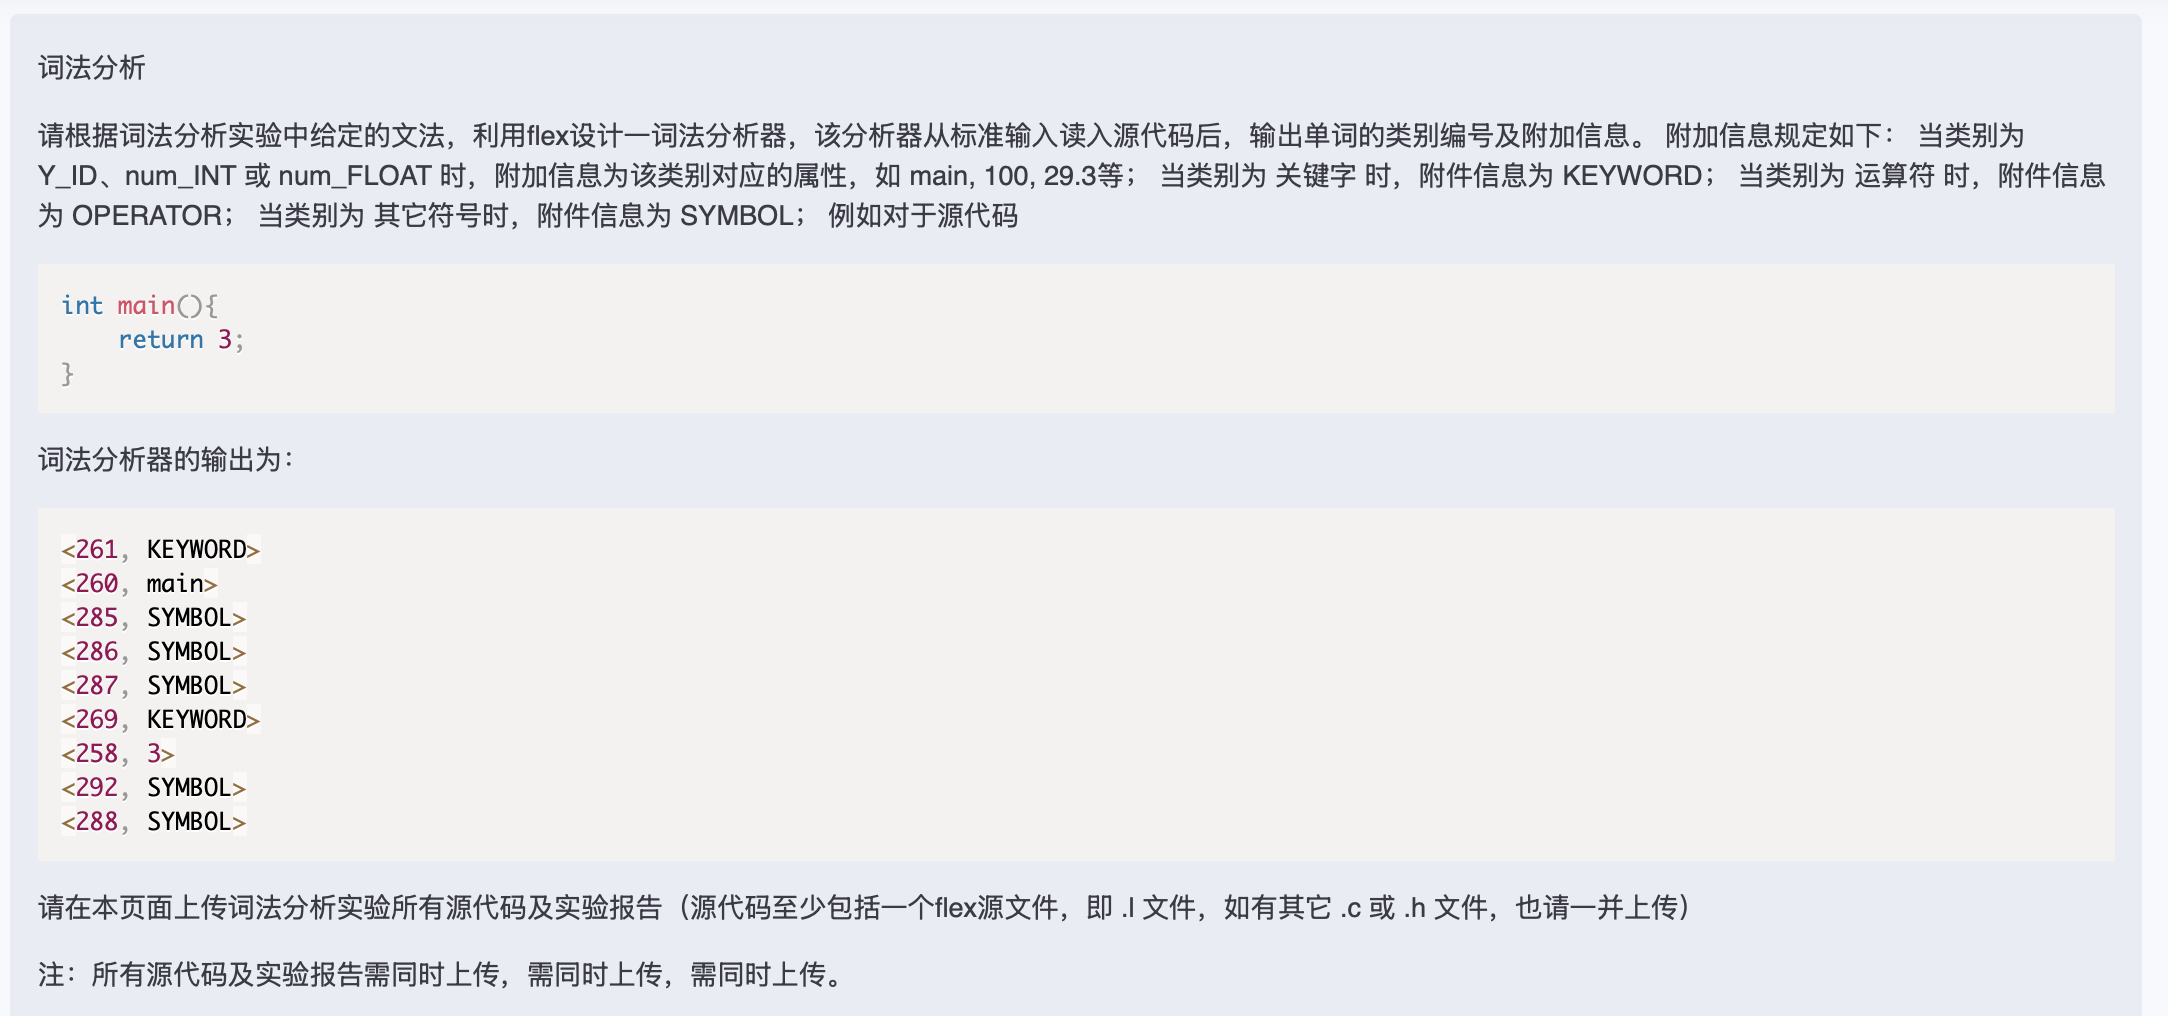 词法分析
请根据词法分析实验中给定的文法，利用flex设计一词法分析器，该分析器从标准输入读入源代码后，输出单词的类别编号及附加信息。 附加信息规定如下： 当类别为
Y_ID、num_INT 或 num_FLOAT 时，附加信息为该类别对应的属性，如 main, 100, 29.3等； 当类别为 关键字 时，附件信息为 KEYWORD； 当类别为 运算符 时，附件信息
为 OPERATOR； 当类别为 其它符号时，附件信息为 SYMBOL； 例如对于源代码
int main(){
    return 3;
}
词法分析器的输出为：
<261, KEYWORD>
<260, main>
<285, SYMBOL>
<286, SYMBOL>
<287, SYMBOL>
<269, KEYWORD>
<258, 3>
<292, SYMBOL>
<288, SYMBOL>
请在本页面上传词法分析实验所有源代码及实验报告（源代码至少包括一个flex源文件，即 .l 文件，如有其它 .c 或 .h 文件，也请一并上传）
注：所有源代码及实验报告需同时上传，需同时上传，需同时上传。